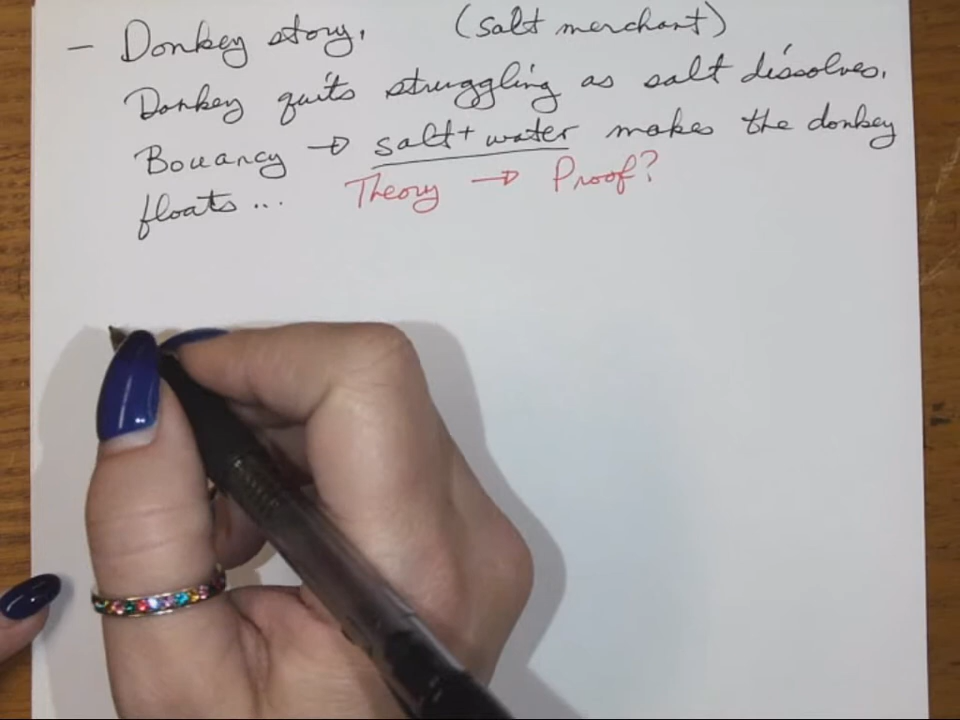 - Donkey story. (salt merchant)
Donkey quits struggling as salt dissolves.
Bouancy → salt + water makes the donkey
floats ... Theory → Proof?